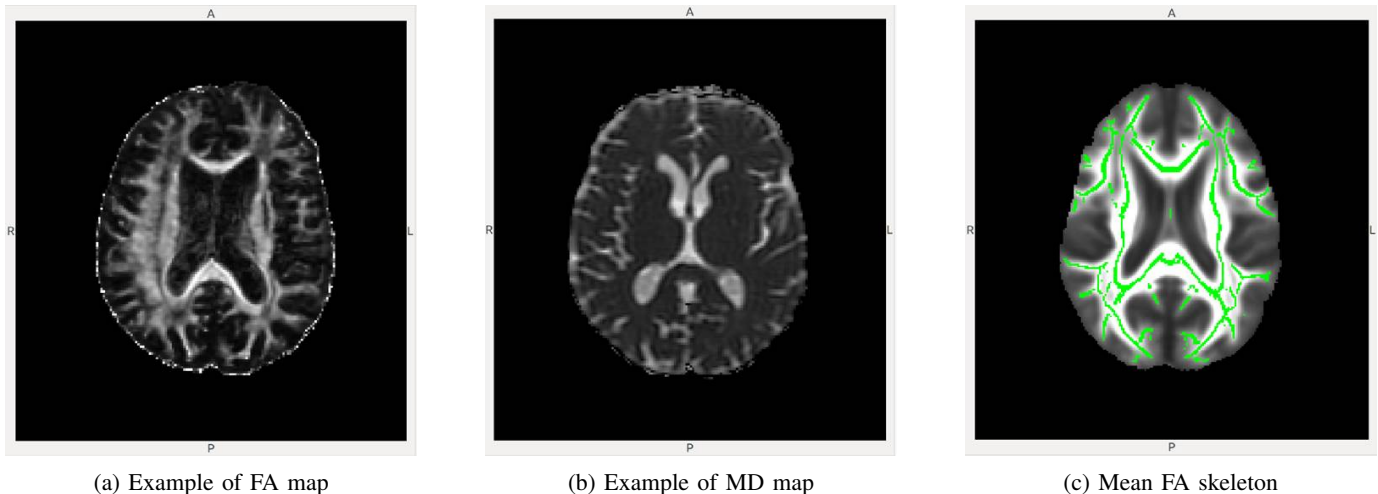 A A A
R L R L R L
P P P
(a) Example of FA map (b) Example of MD map (c) Mean FA skeleton